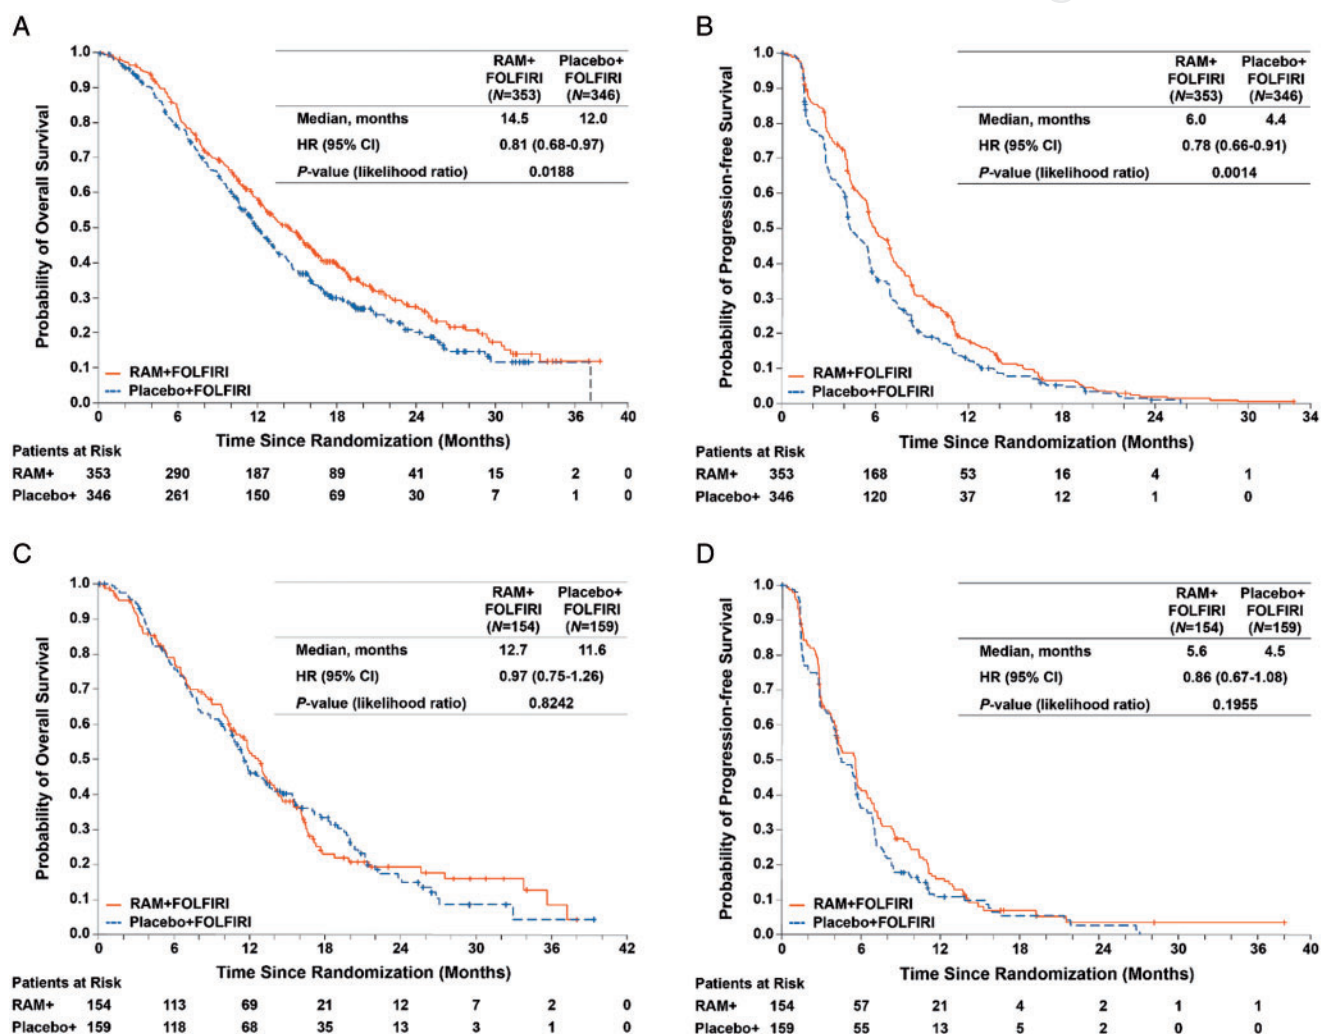 A
Probability of Overall Survival
1.0
0.9
0.8
0.7
0.6
0.5
0.4
0.3
0.2
0.1
0.0
RAM+ Placebo+
FOLFIRI FOLFIRI
(N=353) (N=346)
Median, months 14.5 12.0
HR (95% CI) 0.81 (0.68-0.97)
P-value (likelihood ratio) 0.0188
RAM+FOLFIRI
Placebo+FOLFIRI
0 6 12 18 24 30 36 40
Time Since Randomization (Months)
Patients at Risk
RAM+ 353 290 187 89 41 15 2 0
Placebo+ 346 261 150 69 30 7 1 0
B
Probability of Progression-free Survival
1.0
0.9
0.8
0.7
0.6
0.5
0.4
0.3
0.2
0.1
0.0
RAM+ Placebo+
FOLFIRI FOLFIRI
(N=353) (N=346)
Median, months 6.0 4.4
HR (95% CI) 0.78 (0.66-0.91)
P-value (likelihood ratio) 0.0014
RAM+FOLFIRI
Placebo+FOLFIRI
0 6 12 18 24 30 34
Time Since Randomization (Months)
Patients at Risk
RAM+ 353 168 53 16 4 1
Placebo+ 346 120 37 12 1 0
C
Probability of Overall Survival
1.0
0.9
0.8
0.7
0.6
0.5
0.4
0.3
0.2
0.1
0.0
RAM+ Placebo+
FOLFIRI FOLFIRI
(N=154) (N=159)
Median, months 12.7 11.6
HR (95% CI) 0.97 (0.75-1.26)
P-value (likelihood ratio) 0.8242
RAM+FOLFIRI
Placebo+FOLFIRI
0 6 12 18 24 30 36 42
Time Since Randomization (Months)
Patients at Risk
RAM+ 154 113 69 21 12 7 2 0
Placebo+ 159 118 68 35 13 3 1 0
D
Probability of Progression-free Survival
1.0
0.9
0.8
0.7
0.6
0.5
0.4
0.3
0.2
0.1
0.0
RAM+ Placebo+
FOLFIRI FOLFIRI
(N=154) (N=159)
Median, months 5.6 4.5
HR (95% CI) 0.86 (0.67-1.08)
P-value (likelihood ratio) 0.1955
RAM+FOLFIRI
Placebo+FOLFIRI
0 6 12 18 24 30 36 40
Time Since Randomization (Months)
Patients at Risk
RAM+ 154 57 21 4 2 1 1
Placebo+ 159 55 13 5 2 0 0